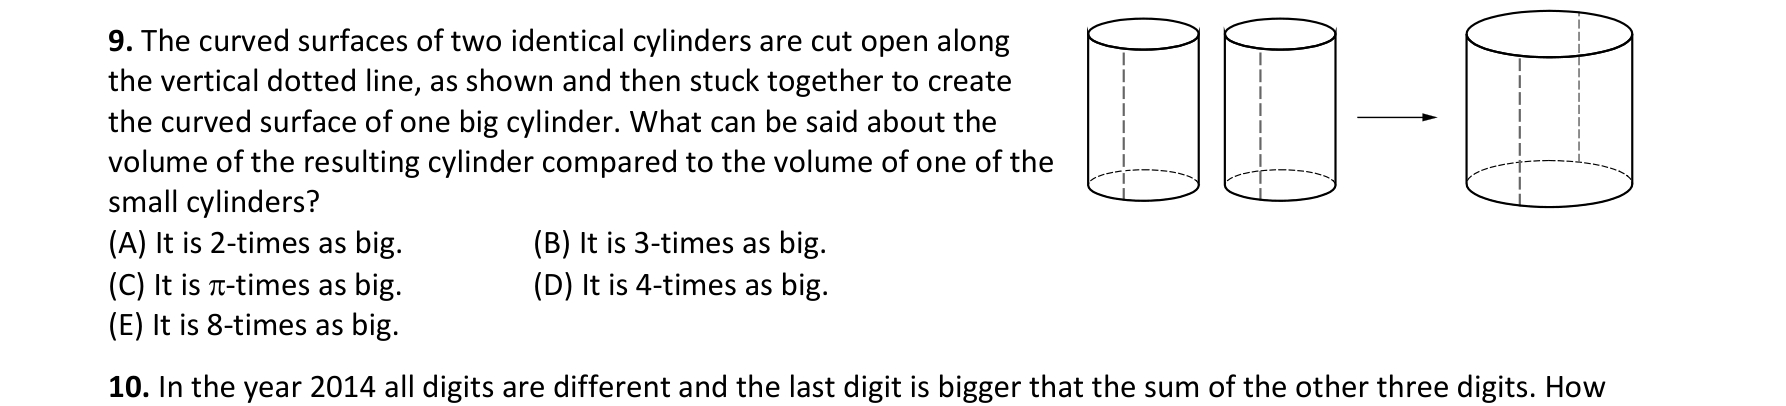 9. The curved surfaces of two identical cylinders are cut open along
the vertical dotted line, as shown and then stuck together to create
the curved surface of one big cylinder. What can be said about the
volume of the resulting cylinder compared to the volume of one of the
small cylinders?
(A) It is 2-times as big. (B) It is 3-times as big.
(C) It is π-times as big. (D) It is 4-times as big.
(E) It is 8-times as big.
10. In the year 2014 all digits are different and the last digit is bigger that the sum of the other three digits. How